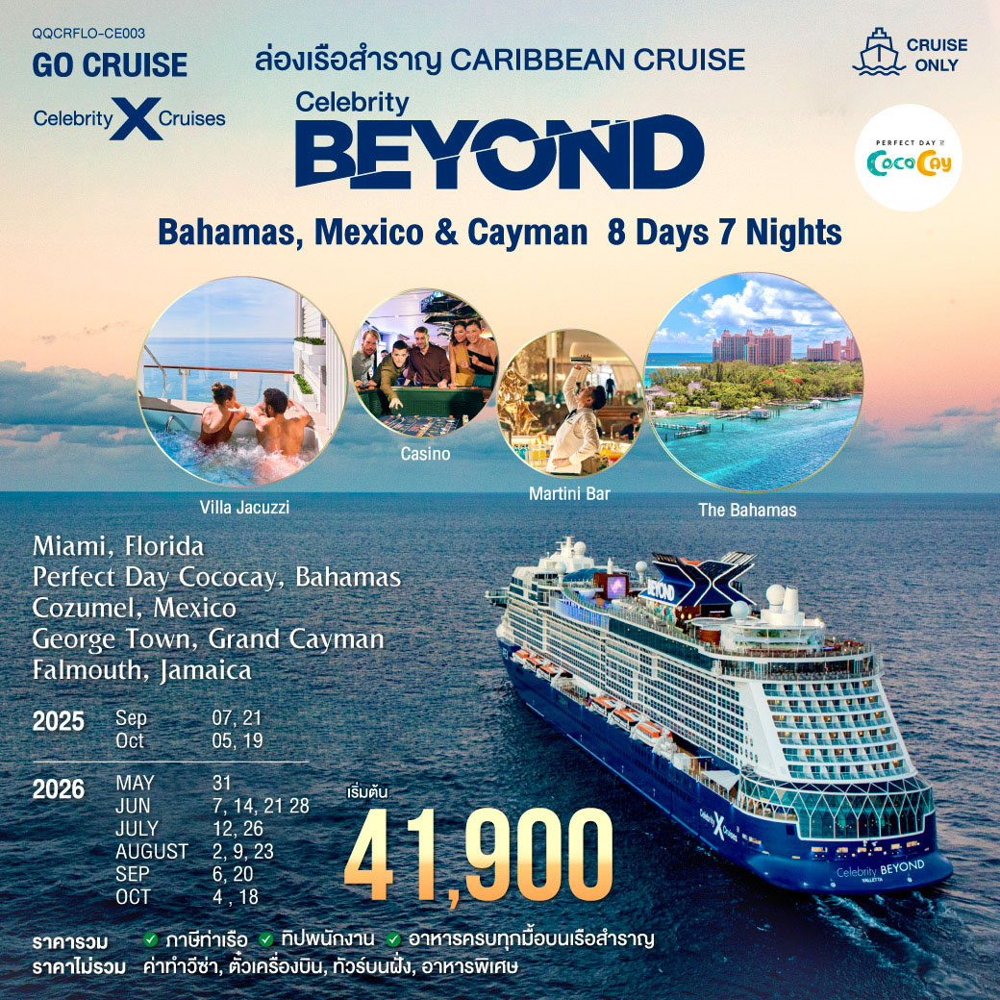 QQCRFLO-CE003
GO CRUISE
Celebrity X Cruises
ล่องเรือสำราญ CARIBBEAN CRUISE
Celebrity
BEYOND
CRUISE
ONLY
PERFECT DAY
CocoCay
Bahamas, Mexico & Cayman 8 Days 7 Nights
Villa Jacuzzi
Casino
Martini Bar
The Bahamas
Miami, Florida
Perfect Day Cococay, Bahamas
Cozumel, Mexico
George Town, Grand Cayman
Falmouth, Jamaica
BEYOND
2025 Sep 07, 21
Oct 05, 19
2026 MAY 31
JUN 7, 14, 21 28
JULY 12, 26
AUGUST 2, 9, 23
SEP 6, 20
OCT 4 , 18
เริ่มต้น
41,900
Celebrity X Cruises
Celebrity BEYOND
VALLETTA
ราคารวม ภาษีท่าเรือ ทิปพนักงาน อาหารครบทุกมื้อบนเรือสำราญ
ราคาไม่รวม ค่าทำวีซ่า, ตั๋วเครื่องบิน, ทัวร์บนฝั่ง, อาหารพิเศษ